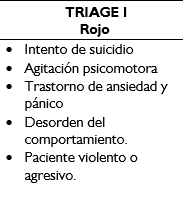 TRIAGE I
Rojo
• Intento de suicidio
• Agitación psicomotora
• Trastorno de ansiedad y
pánico
• Desorden del
comportamiento.
• Paciente violento o
agresivo.